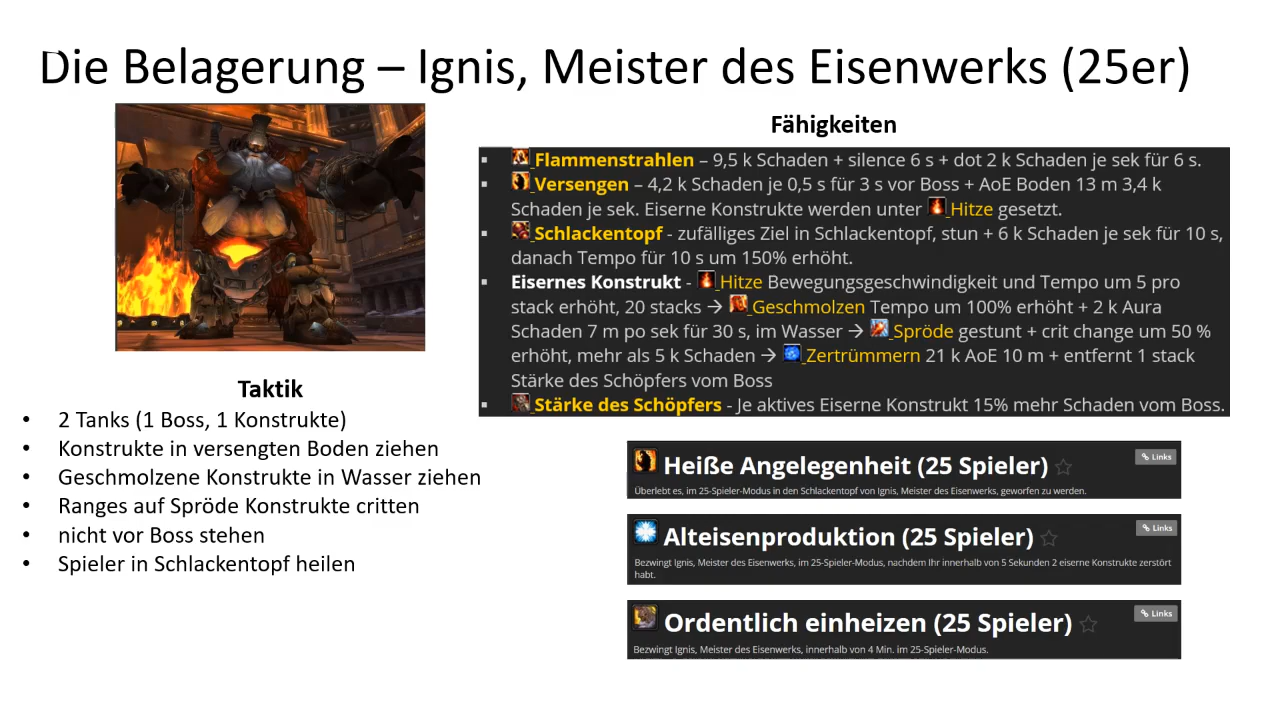 Die Belagerung – Ignis, Meister des Eisenwerks (25er)
Fähigkeiten
▪ Flammenstrahlen – 9,5 k Schaden + silence 6 s + dot 2 k Schaden je sek für 6 s.
▪ Versengen – 4,2 k Schaden je 0,5 s für 3 s vor Boss + AoE Boden 13 m 3,4 k
Schaden je sek. Eiserne Konstrukte werden unter Hitze gesetzt.
▪ Schlackentopf - zufälliges Ziel in Schlackentopf, stun + 6 k Schaden je sek für 10 s,
danach Tempo für 10 s um 150% erhöht.
▪ Eisernes Konstrukt - Hitze Bewegungsgeschwindigkeit und Tempo um 5 pro
stack erhöht, 20 stacks → Geschmolzen Tempo um 100% erhöht + 2 k Aura
Schaden 7 m po sek für 30 s, im Wasser → Spröde gestunt + crit change um 50 %
erhöht, mehr als 5 k Schaden → Zertrümmern 21 k AoE 10 m + entfernt 1 stack
Stärke des Schöpfers vom Boss
▪ Stärke des Schöpfers - Je aktives Eiserne Konstrukt 15% mehr Schaden vom Boss.
Taktik
• 2 Tanks (1 Boss, 1 Konstrukte)
• Konstrukte in versengten Boden ziehen
• Geschmolzene Konstrukte in Wasser ziehen
• Ranges auf Spröde Konstrukte critten
• nicht vor Boss stehen
• Spieler in Schlackentopf heilen
Heiße Angelegenheit (25 Spieler) ☆ Links
Überlebt es, im 25-Spieler-Modus in den Schlackentopf von Ignis, Meister des Eisenwerks, geworfen zu werden.
Alteisenproduktion (25 Spieler) ☆ Links
Bezwingt Ignis, Meister des Eisenwerks, im 25-Spieler-Modus, nachdem Ihr innerhalb von 5 Sekunden 2 eiserne Konstrukte zerstört
habt.
Ordentlich einheizen (25 Spieler) ☆ Links
Bezwingt Ignis, Meister des Eisenwerks, innerhalb von 4 Min. im 25-Spieler-Modus.